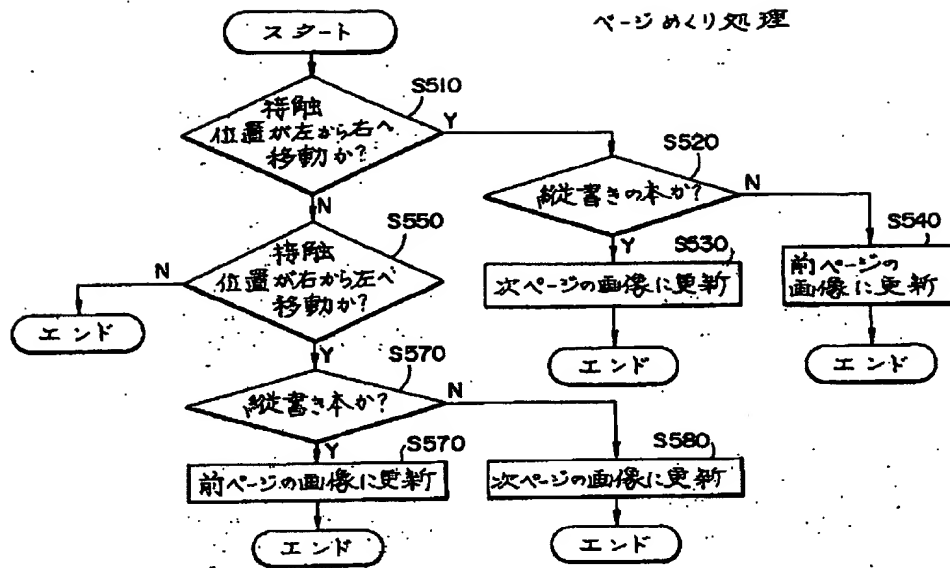 ページめくり処理
スタート
S510
接触
位置が左から右へ
移動か?
Y
N
S520
縦書きの本か?
N
Y
S530
次ページの画像に更新
エンド
S540
前ページの
画像に更新
エンド
S550
接触
位置が右から左へ
移動か?
N
エンド
Y
S570
縦書き本か?
N
Y
S570
前ページの画像に更新
エンド
S580
次ページの画像に更新
エンド